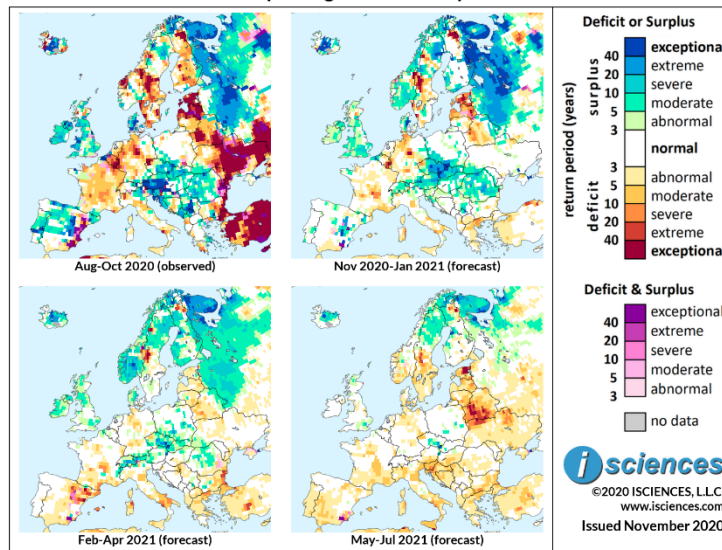 Aug-Oct 2020 (observed)
Nov 2020-Jan 2021 (forecast)
Feb-Apr 2021 (forecast)
May-Jul 2021 (forecast)
Deficit or Surplus
return period (years)
surplus
deficit
40
20
10
5
3
3
5
10
20
40
exceptiona
extreme
severe
moderate
abnormal
normal
abnormal
moderate
severe
extreme
exceptiona
Deficit & Surplus
40
20
10
5
3
exceptional
extreme
severe
moderate
abnormal
no data
i sciences
©2020 ISCIENCES, L.L.C
www.isciences.com
Issued November 2020